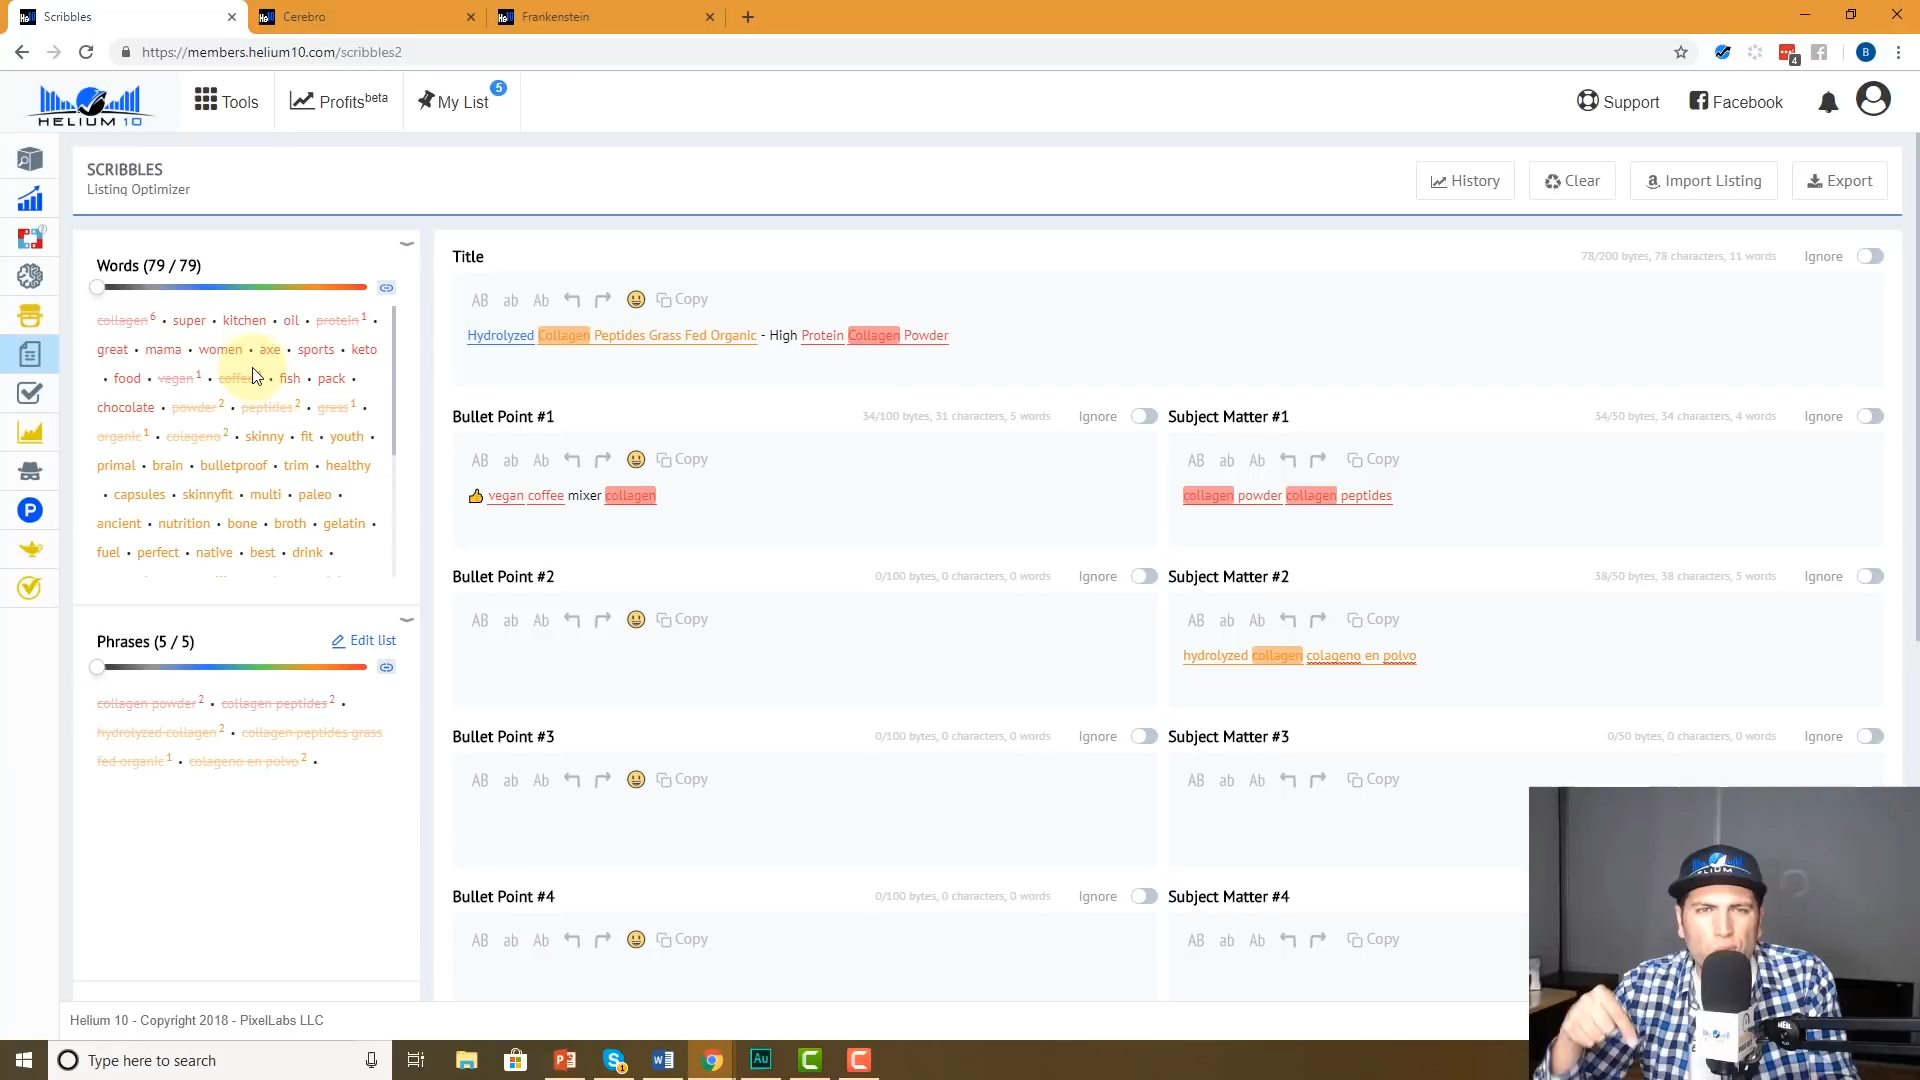 Scribbles
Cerebro
Frankenstein
https://members.helium10.com/scribbles2
4
B
HELIUM 10
Tools
Profits beta
My List
5
Support
Facebook
SCRIBBLES
Listing Optimizer
History
Clear
Import Listing
Export
Words (79 / 79)
collagen 6 • super • kitchen • oil • protein 1 •
great • mama • women • axe • sports • keto
• food • vegan 1 • coffee • fish • pack •
chocolate • powder 2 • peptides 2 • grass 1 •
organic 1 • colageno 2 • skinny • fit • youth •
primal • brain • bulletproof • trim • healthy
• capsules • skinnyfit • multi • paleo •
ancient • nutrition • bone • broth • gelatin •
fuel • perfect • native • best • drink •
Phrases (5 / 5)
Edit list
collagen powder 2 • collagen peptides 2 •
hydrolyzed collagen 2 • collagen peptides grass
fed organic 1 • colageno en polvo 2 •
Title
78/200 bytes, 78 characters, 11 words
Ignore
AB ab Ab Copy
Hydrolyzed Collagen Peptides Grass Fed Organic - High Protein Collagen Powder
Bullet Point #1
34/100 bytes, 31 characters, 5 words
Ignore
AB ab Ab Copy
👍 vegan coffee mixer collagen
Subject Matter #1
34/50 bytes, 34 characters, 4 words
Ignore
AB ab Ab Copy
collagen powder collagen peptides
Bullet Point #2
0/100 bytes, 0 characters, 0 words
Ignore
AB ab Ab Copy
Subject Matter #2
38/50 bytes, 38 characters, 5 words
Ignore
AB ab Ab Copy
hydrolyzed collagen colageno en polvo
Bullet Point #3
0/100 bytes, 0 characters, 0 words
Ignore
AB ab Ab Copy
Subject Matter #3
0/50 bytes, 0 characters, 0 words
Ignore
AB ab Ab Copy
Bullet Point #4
0/100 bytes, 0 characters, 0 words
Ignore
AB ab Ab Copy
Subject Matter #4
AB ab Ab Copy
Helium 10 - Copyright 2018 - PixelLabs LLC
Type here to search